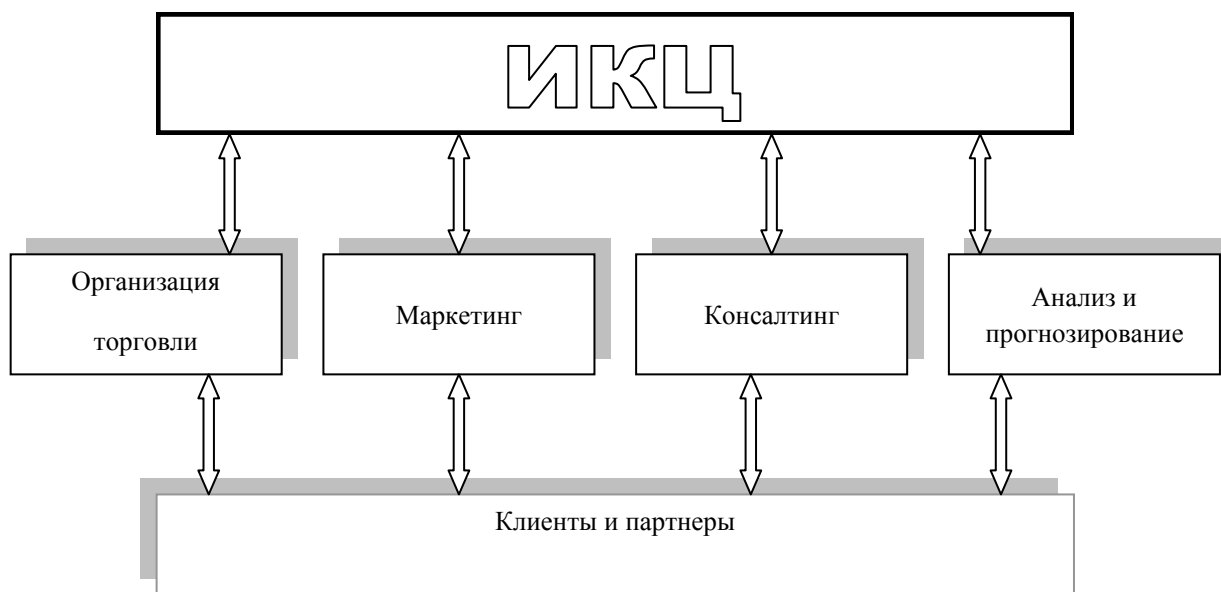 ИКЦ
Организация
торговли
Маркетинг
Консалтинг
Анализ и
прогнозирование
Клиенты и партнеры